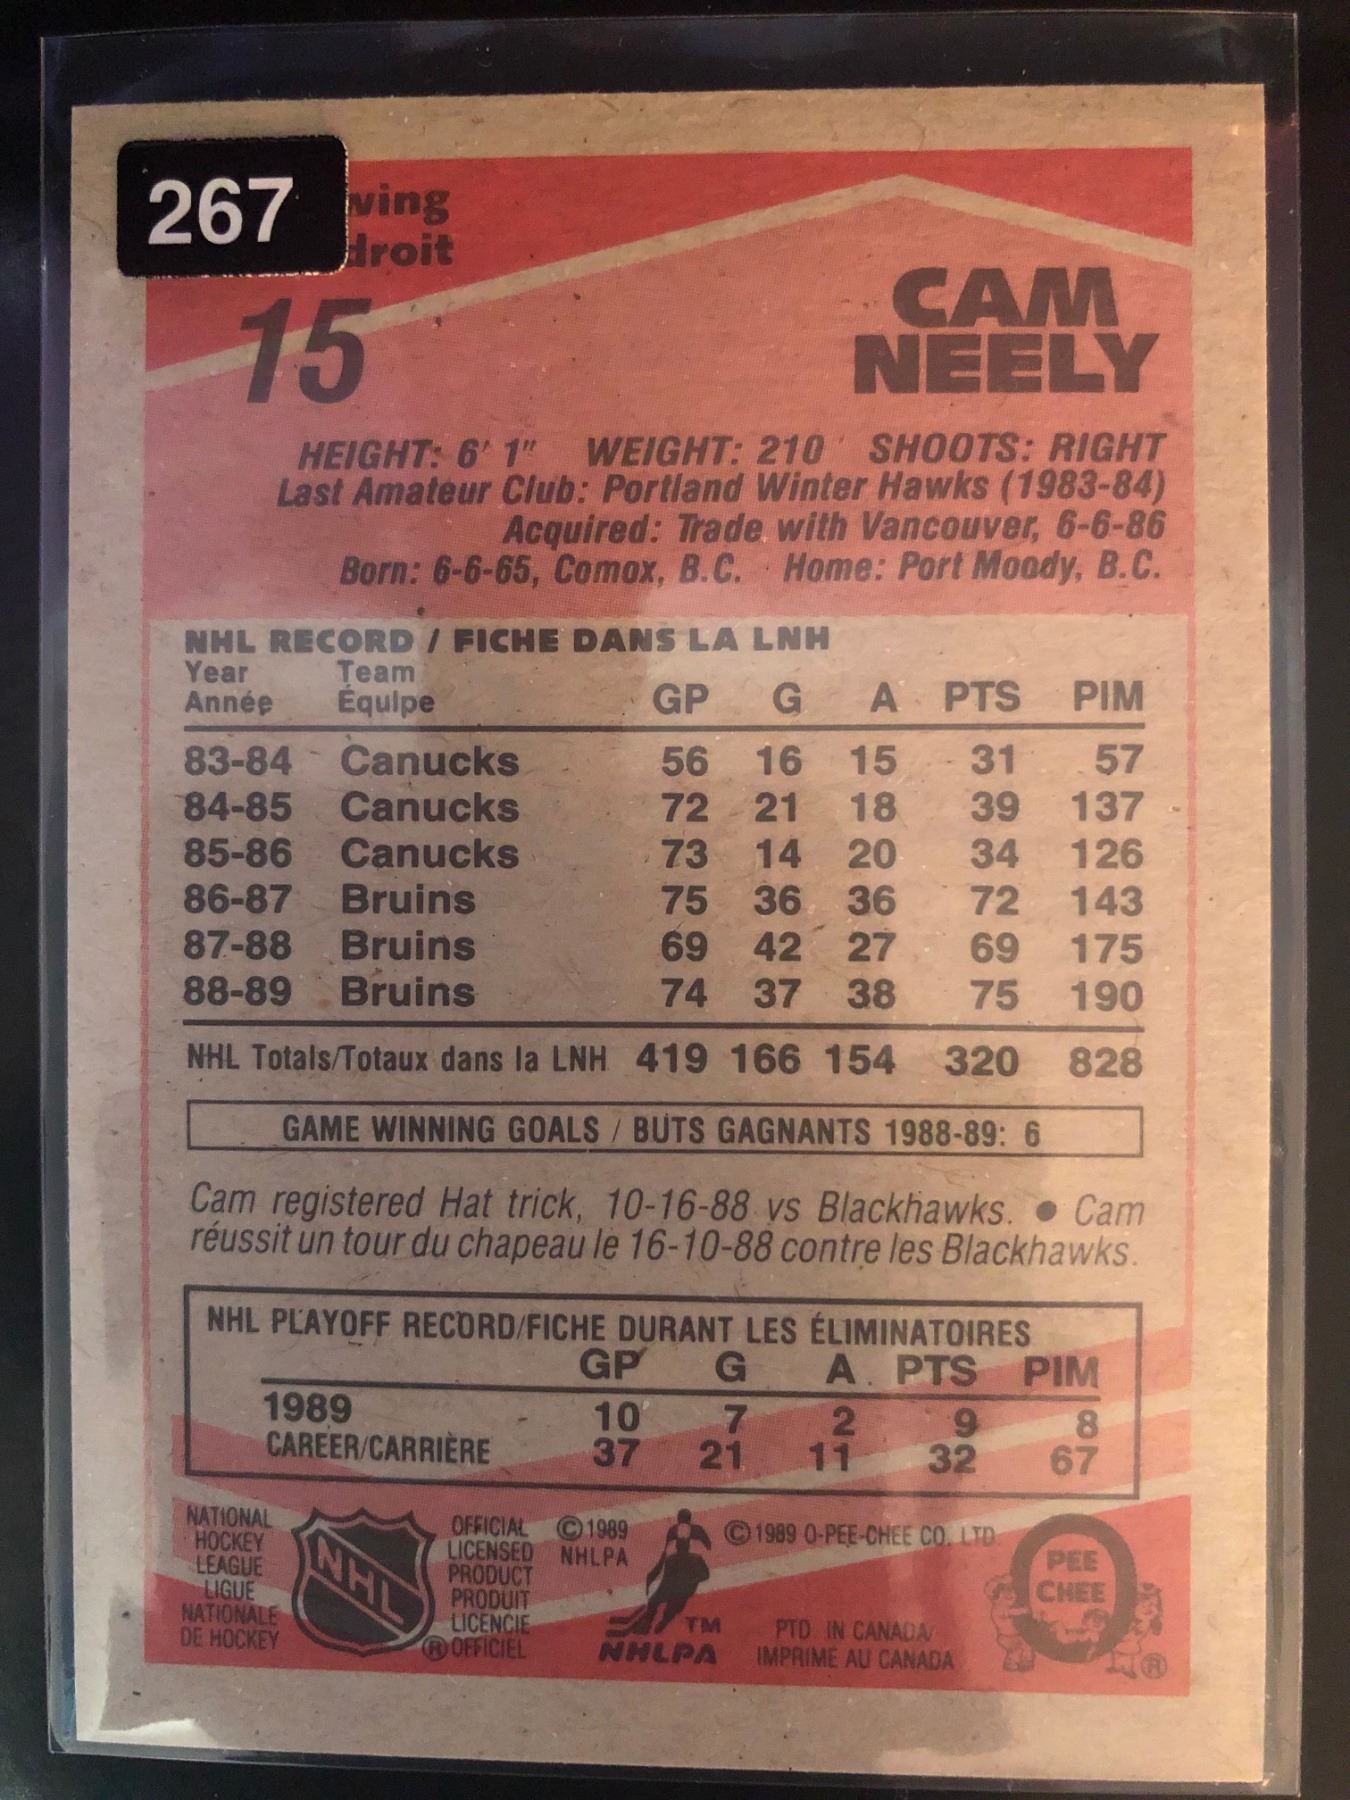 267
wing
droit
15
CAM
NEELY
HEIGHT: 6' 1" WEIGHT: 210 SHOOTS: RIGHT
Last Amateur Club: Portland Winter Hawks (1983-84)
Acquired: Trade with Vancouver, 6-6-86
Born: 6-6-65, Comox, B.C. Home: Port Moody, B.C.
NHL RECORD / FICHE DANS LA LNH
Year Team
Année Équipe GP G A PTS PIM
83-84 Canucks 56 16 15 31 57
84-85 Canucks 72 21 18 39 137
85-86 Canucks 73 14 20 34 126
86-87 Bruins 75 36 36 72 143
87-88 Bruins 69 42 27 69 175
88-89 Bruins 74 37 38 75 190
NHL Totals/Totaux dans la LNH 419 166 154 320 828
GAME WINNING GOALS / BUTS GAGNANTS 1988-89: 6
Cam registered Hat trick, 10-16-88 vs Blackhawks. ● Cam
réussit un tour du chapeau le 16-10-88 contre les Blackhawks.
NHL PLAYOFF RECORD/FICHE DURANT LES ÉLIMINATOIRES
GP G A PTS PIM
1989 10 7 2 9 8
CAREER/CARRIÈRE 37 21 11 32 67
NATIONAL
HOCKEY
LEAGUE
LIGUE
NATIONALE
DE HOCKEY
NHL
®
OFFICIAL
LICENSED
PRODUCT
PRODUIT
LICENCIE
OFFICIEL
© 1989
NHLPA
TM
NHLPA
© 1989 O-PEE-CHEE CO. LTD.
PTD. IN CANADA/
IMPRIME AU CANADA
PEE
CHEE
®